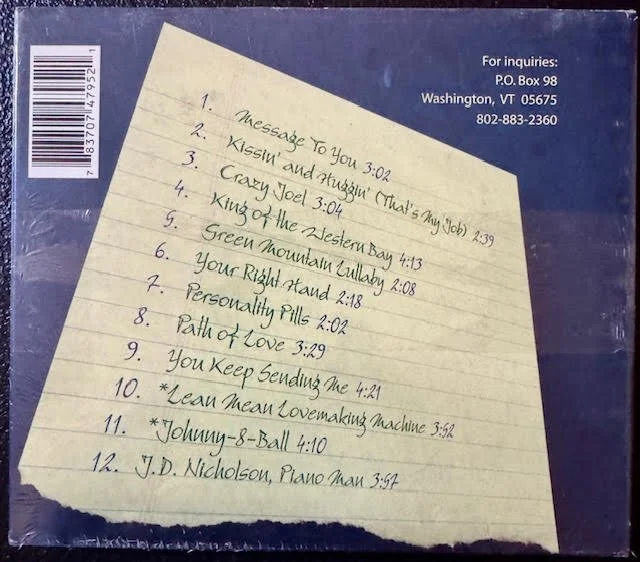 For inquiries:
P.O. Box 98
Washington, VT 05675
802-883-2360
7 83707 47952 1
1. Message To You 3:02
2. Kissin' and Huggin' (That's My Job) 2:39
3. Crazy Joel 3:04
4. King of the Western Bay 4:13
5. Green Mountain Lullaby 2:08
6. Your Right Hand 2:18
7. Personality Pills 2:02
8. Path of Love 3:29
9. You Keep Sending Me 4:21
10. *Lean Mean Lovemaking Machine 3:52
11. *Johnny-8-Ball 4:10
12. J.D. Nicholson, Piano Man 3:57